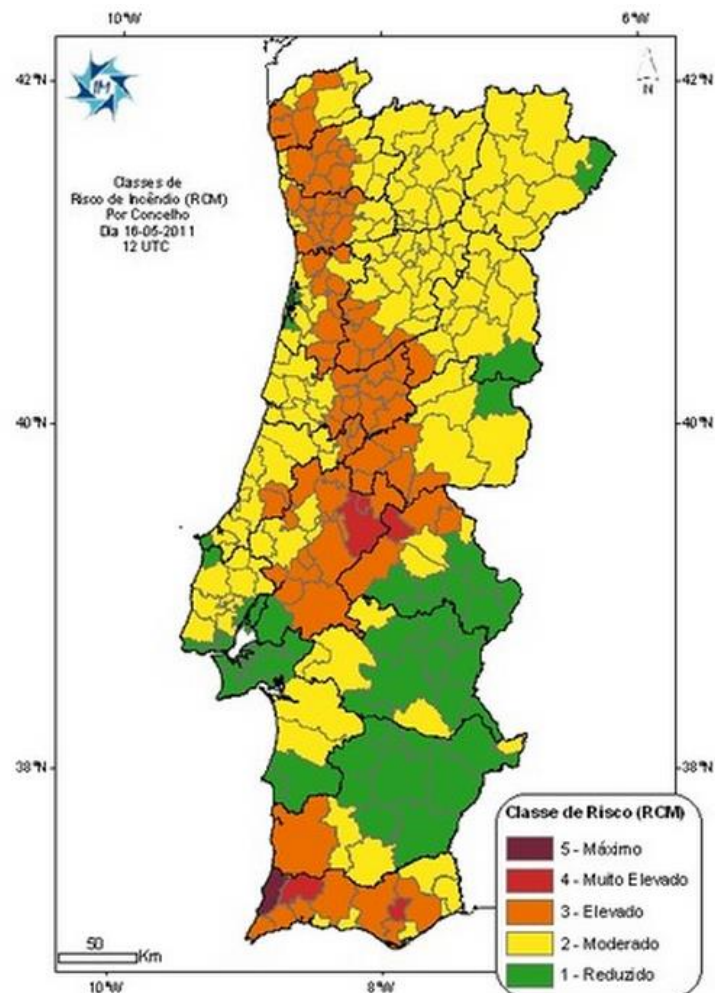 10°W
6°W
42°N
42°N
IM
N
Classes de
Risco de Incêndio (RCM)
Por Concelho
Dia 16-05-2011
12 UTC
40°N
40°N
38°N
38°N
Classe de Risco (RCM)
5 - Máximo
4 - Muito Elevado
3 - Elevado
2 - Moderado
1 - Reduzido
50
Km
10°W
8°W